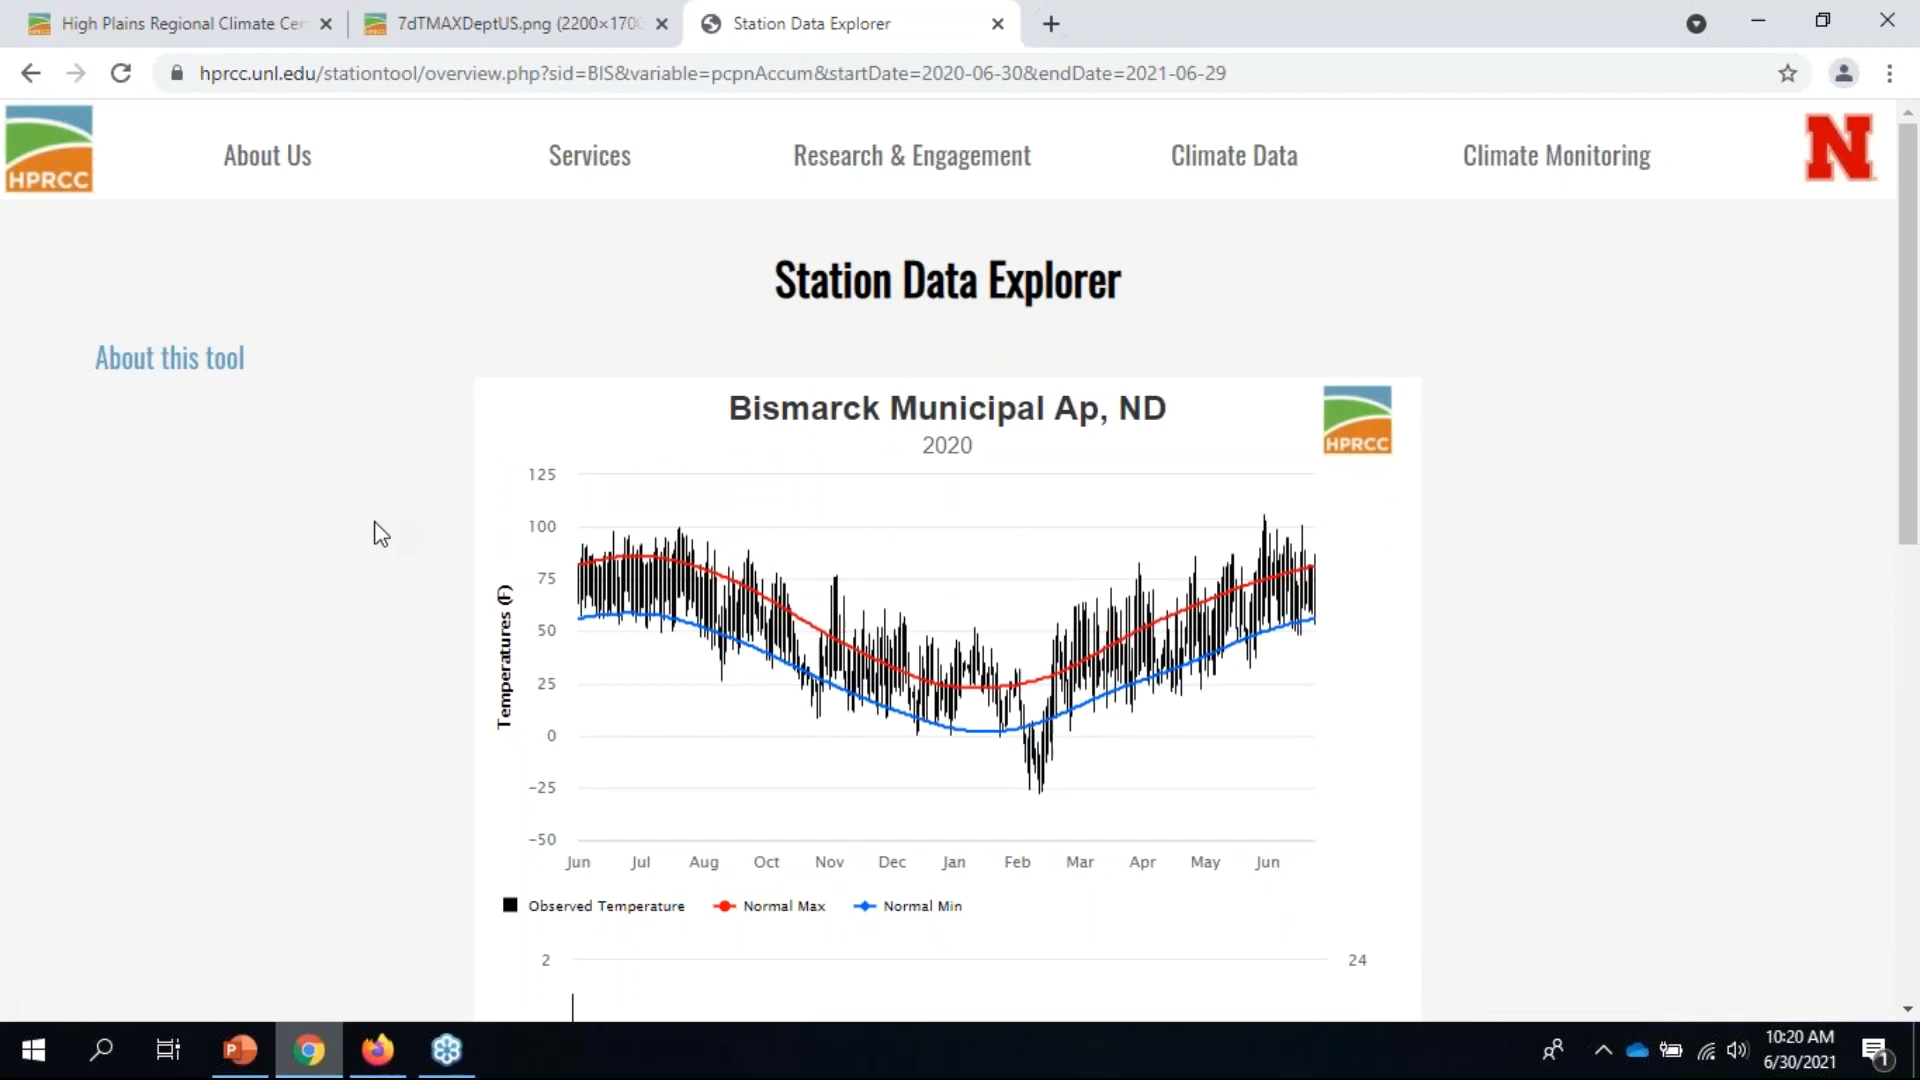 High Plains Regional Climate Cen
7dTMAXDeptUS.png (2200×170
Station Data Explorer
hprcc.unl.edu/stationtool/overview.php?sid=BIS&variable=pcpnAccum&startDate=2020-06-30&endDate=2021-06-29
HPRCC
About Us
Services
Research & Engagement
Climate Data
Climate Monitoring
N
Station Data Explorer
About this tool
Bismarck Municipal Ap, ND
2020
HPRCC
125
100
75
50
25
0
−25
−50
Temperatures (F)
Jun Jul Aug Oct Nov Dec Jan Feb Mar Apr May Jun
Observed Temperature Normal Max Normal Min
2 24
P
10:20 AM
6/30/2021
1